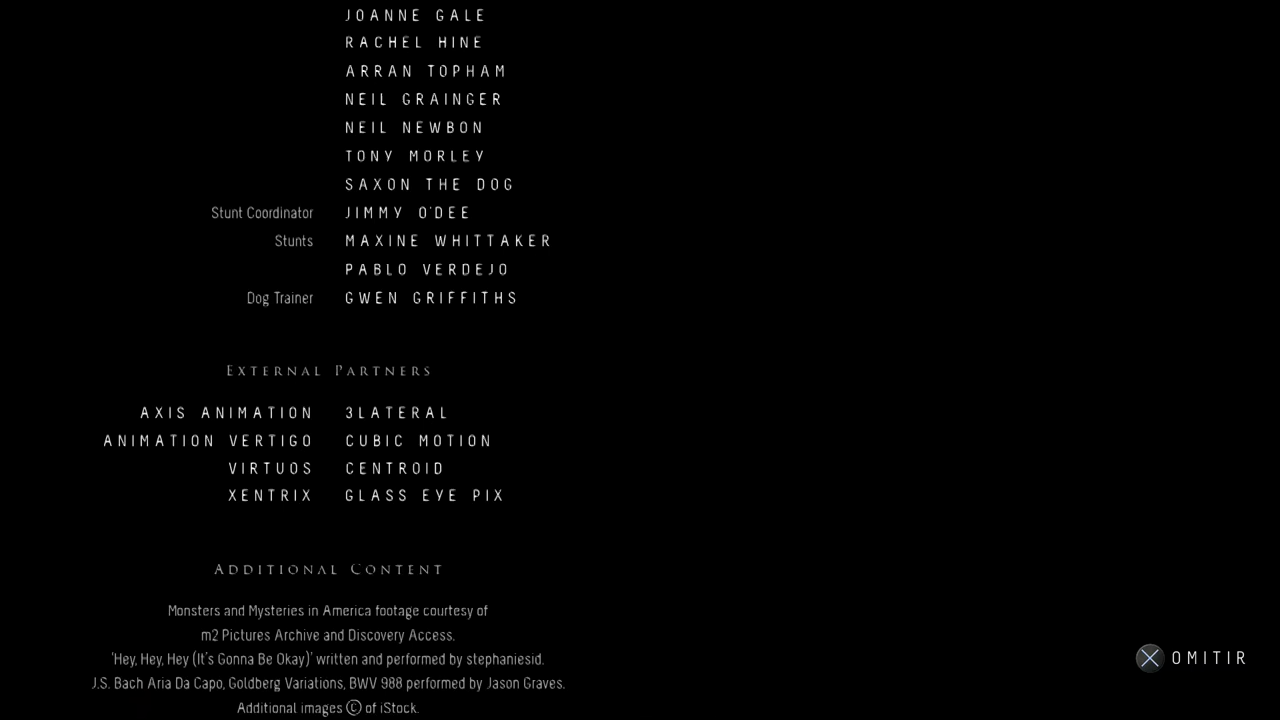 JOANNE GALE
RACHEL HINE
ARRAN TOPHAM
NEIL GRAINGER
NEIL NEWBON
TONY MORLEY
SAXON THE DOG
Stunt Coordinator JIMMY O'DEE
Stunts MAXINE WHITTAKER
PABLO VERDEJO
Dog Trainer GWEN GRIFFITHS
EXTERNAL PARTNERS
AXIS ANIMATION 3LATERAL
ANIMATION VERTIGO CUBIC MOTION
VIRTUOS CENTROID
XENTRIX GLASS EYE PIX
ADDITIONAL CONTENT
Monsters and Mysteries in America footage courtesy of
m2 Pictures Archive and Discovery Access.
'Hey, Hey, Hey (It's Gonna Be Okay)' written and performed by stephaniesid.
J.S. Bach Aria Da Capo, Goldberg Variations, BWV 988 performed by Jason Graves.
Additional images © of iStock.
OMITIR